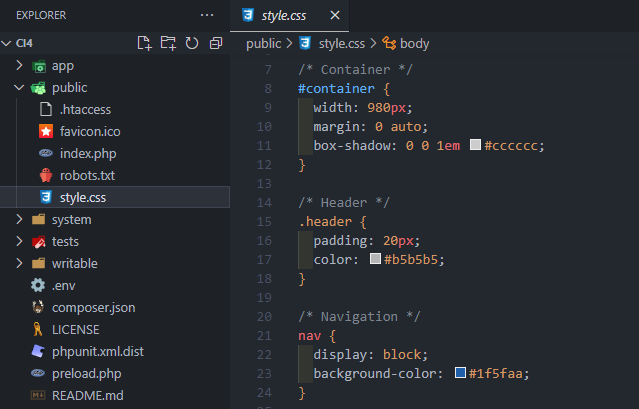 EXPLORER
CI4
app
public
.htaccess
favicon.ico
index.php
robots.txt
style.css
system
tests
writable
.env
composer.json
LICENSE
phpunit.xml.dist
preload.php
README.md
style.css
public > style.css > body
7 /* Container */
8 #container {
9 width: 980px;
10 margin: 0 auto;
11 box-shadow: 0 0 1em #cccccc;
12 }
13
14 /* Header */
15 .header {
16 padding: 20px;
17 color: #b5b5b5;
18 }
19
20 /* Navigation */
21 nav {
22 display: block;
23 background-color: #1f5faa;
24 }